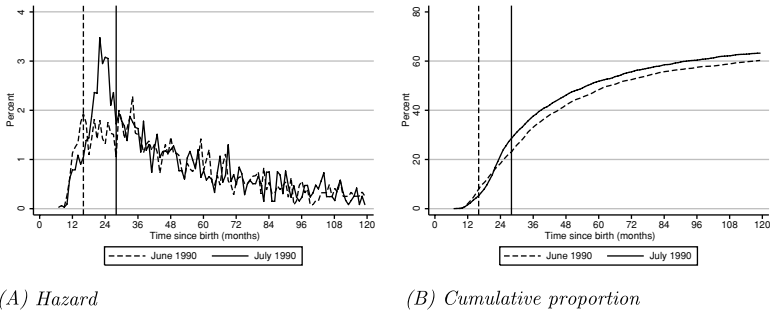 4
3
2
1
0
Percent
0 12 24 36 48 60 72 84 96 108 120
Time since birth (months)
June 1990 July 1990
(A) Hazard
80
60
40
20
0
Percent
0 12 24 36 48 60 72 84 96 108 120
Time since birth (months)
June 1990 July 1990
(B) Cumulative proportion